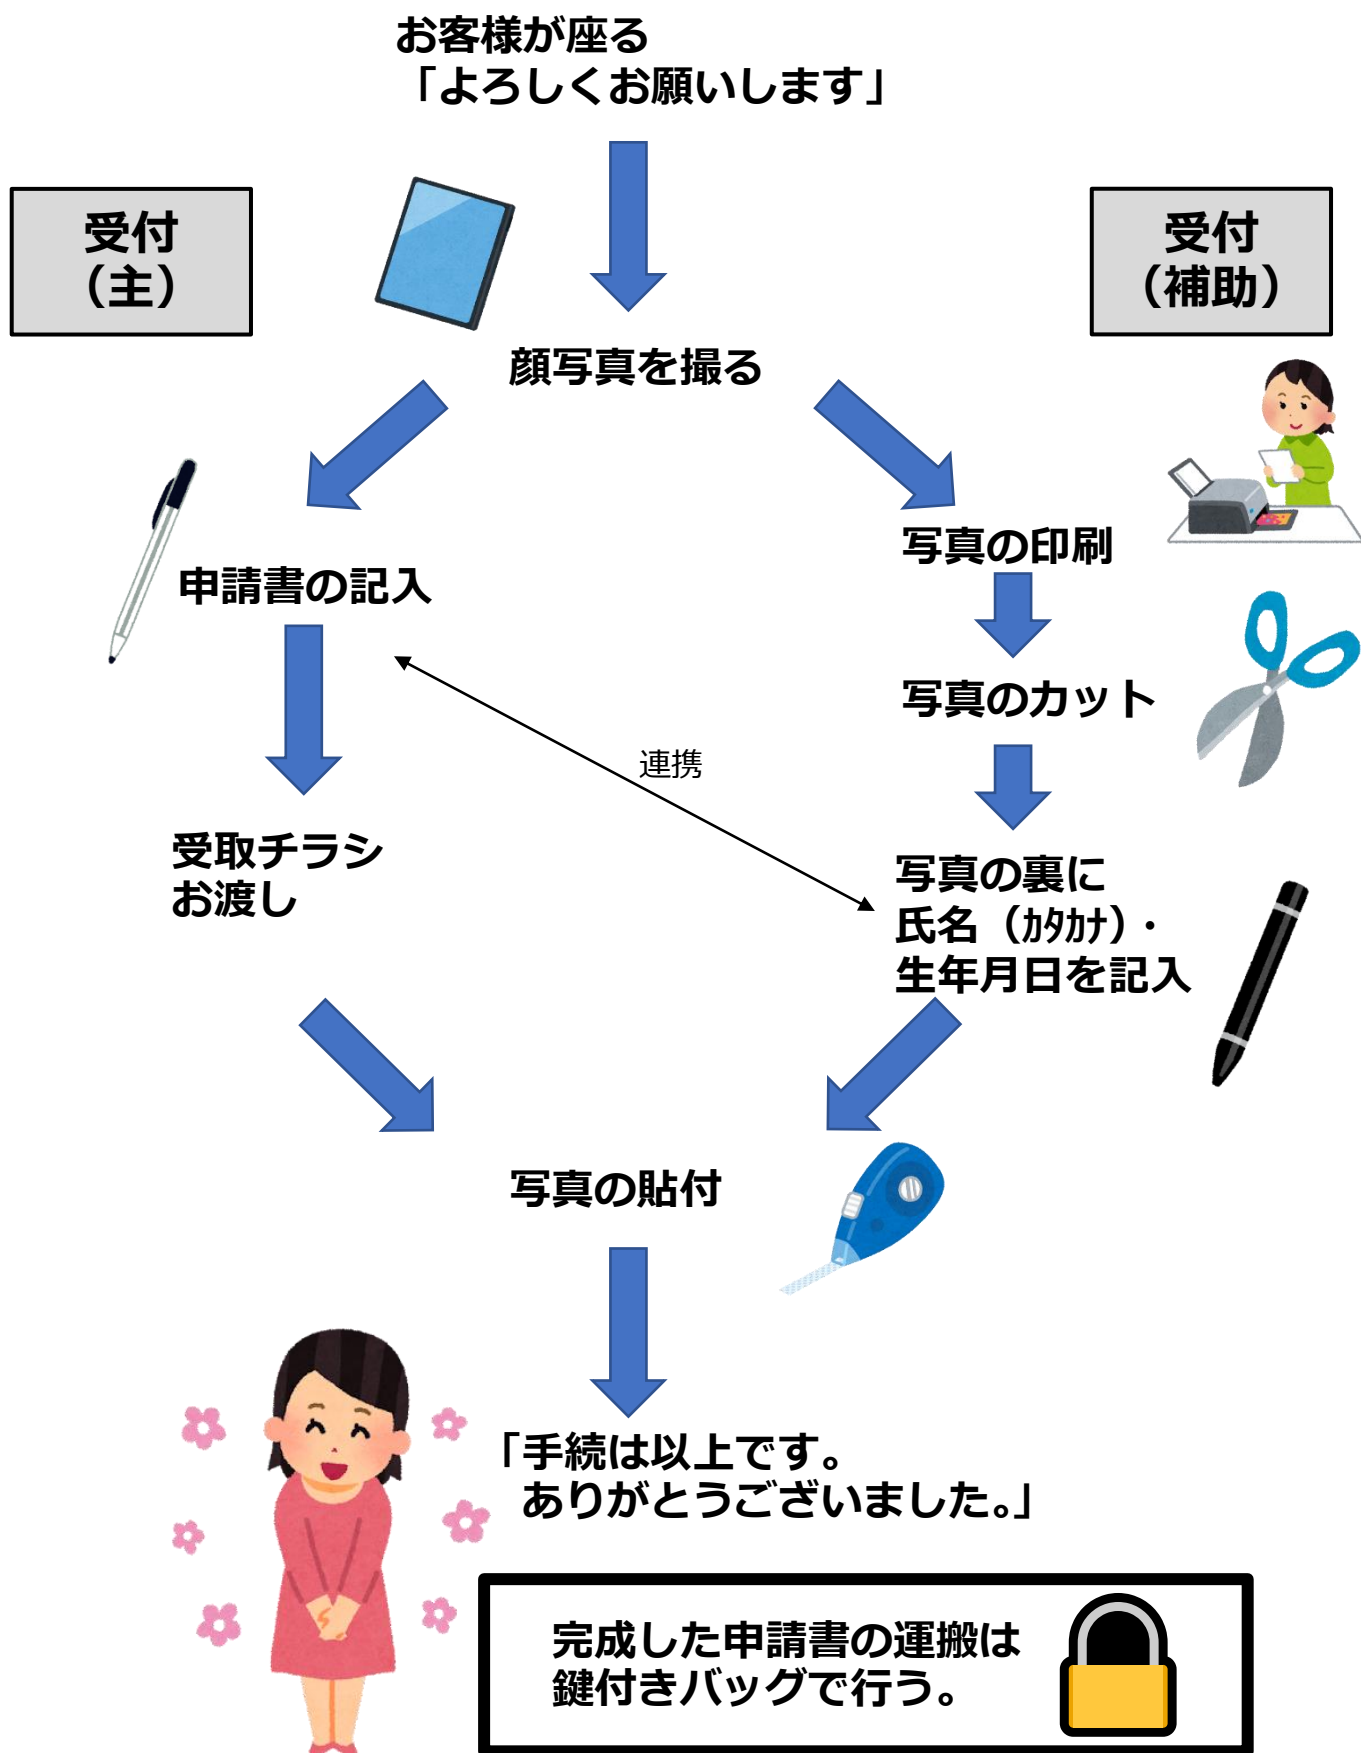 お客様が座る
「よろしくお願いします」
受付
（主）
受付
（補助）
顔写真を撮る
申請書の記入
写真の印刷
写真のカット
連携
受取チラシ
お渡し
写真の裏に
氏名（ｶﾀｶﾅ）・
生年月日を記入
写真の貼付
「手続は以上です。
ありがとうございました。」
完成した申請書の運搬は
鍵付きバッグで行う。